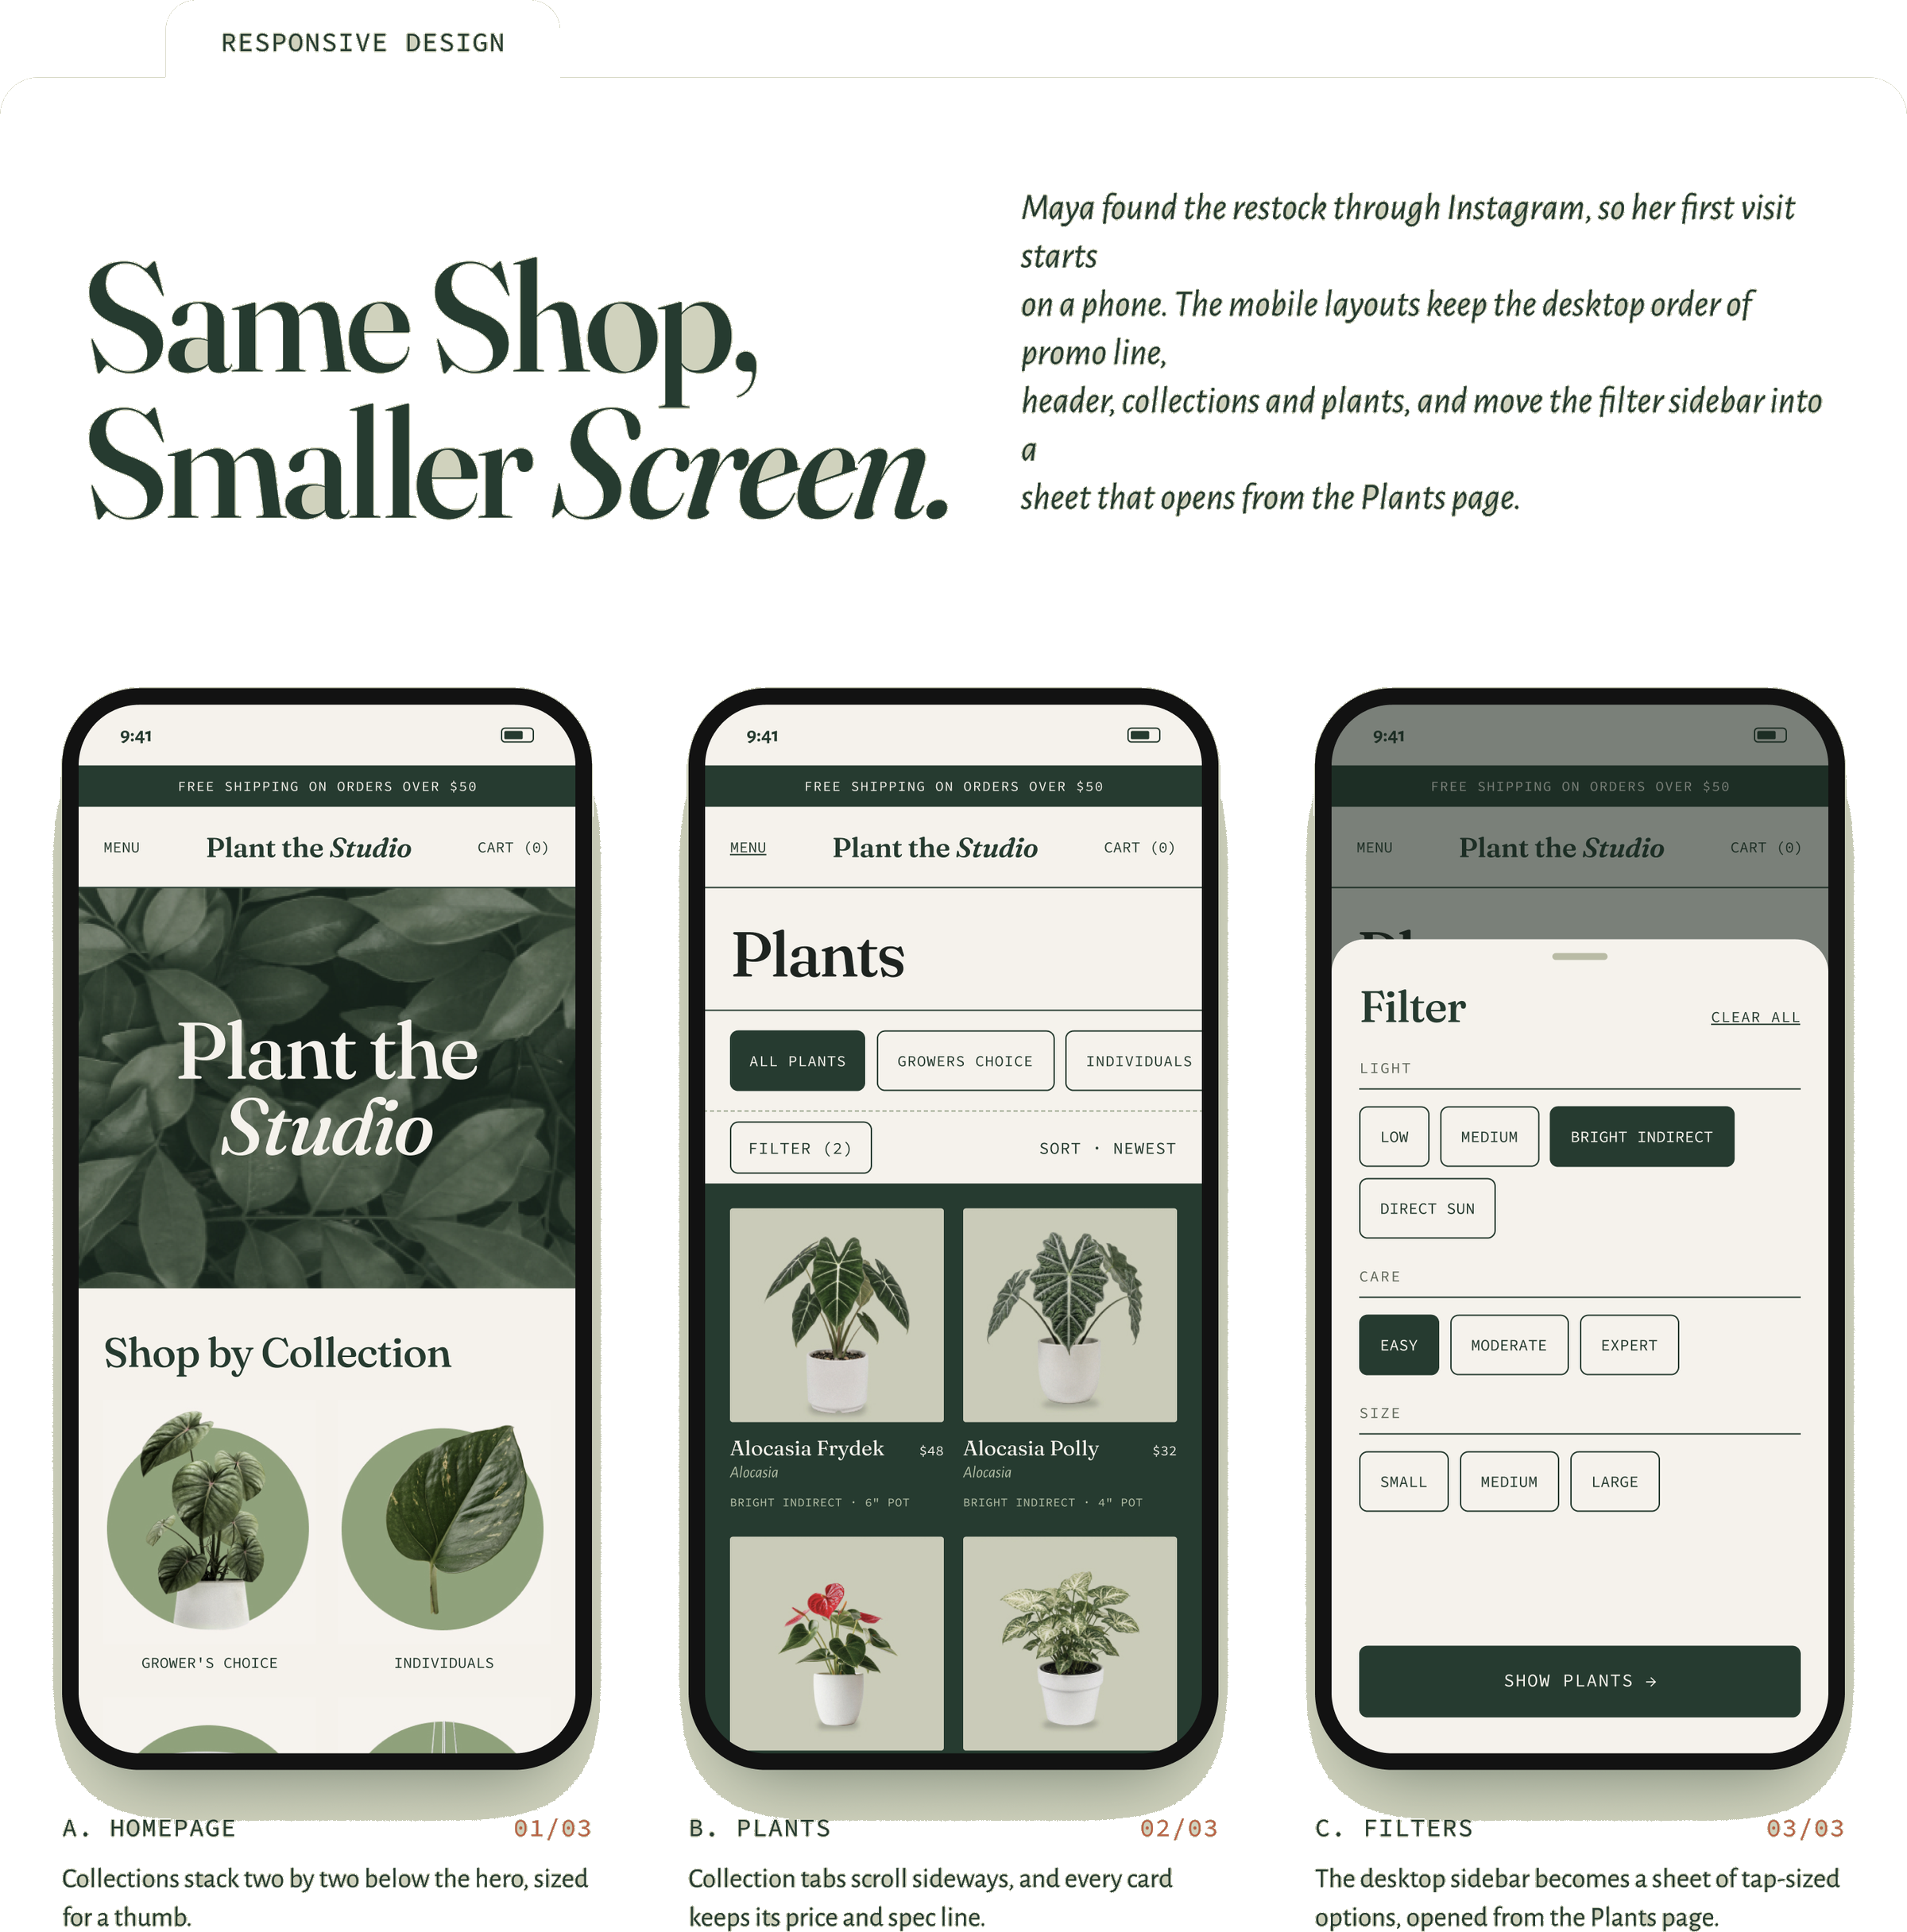 RESPONSIVE DESIGN
Same Shop,
Smaller Screen.
Maya found the restock through Instagram, so her first visit
starts
on a phone. The mobile layouts keep the desktop order of
promo line,
header, collections and plants, and move the filter sidebar into
a
sheet that opens from the Plants page.
9:41
FREE SHIPPING ON ORDERS OVER $50
MENU Plant the Studio CART (0)
Plant the
Studio
Shop by Collection
GROWER'S CHOICE INDIVIDUALS
A. HOMEPAGE 01/03
Collections stack two by two below the hero, sized
for a thumb.
9:41
FREE SHIPPING ON ORDERS OVER $50
MENU Plant the Studio CART (0)
Plants
ALL PLANTS GROWERS CHOICE INDIVIDUALS
FILTER (2) SORT · NEWEST
Alocasia Frydek $48
Alocasia
BRIGHT INDIRECT · 6" POT
Alocasia Polly $32
Alocasia
BRIGHT INDIRECT · 4" POT
B. PLANTS 02/03
Collection tabs scroll sideways, and every card
keeps its price and spec line.
9:41
FREE SHIPPING ON ORDERS OVER $50
MENU Plant the Studio CART (0)
Filter CLEAR ALL
LIGHT
LOW MEDIUM BRIGHT INDIRECT
DIRECT SUN
CARE
EASY MODERATE EXPERT
SIZE
SMALL MEDIUM LARGE
SHOW PLANTS →
C. FILTERS 03/03
The desktop sidebar becomes a sheet of tap-sized
options, opened from the Plants page.